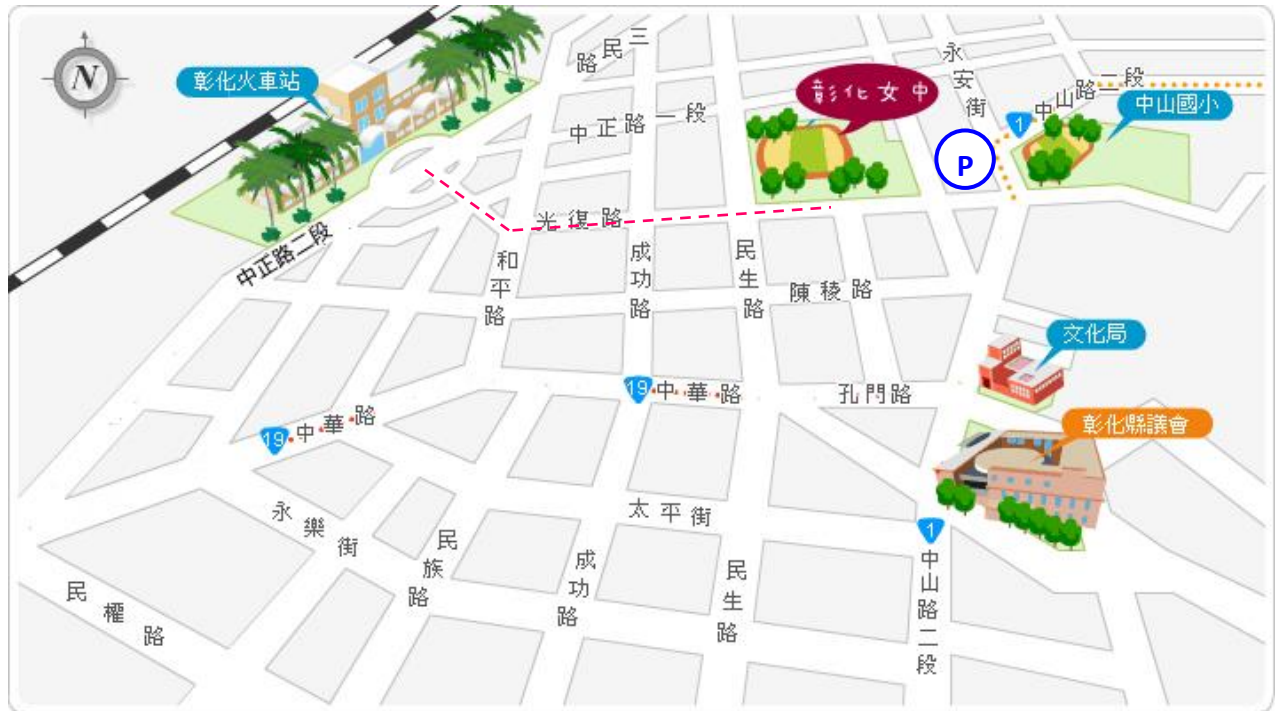 N
彰化火車站
三民路
中正路一段
彰化女中
永安街
1
中山路二段
中山國小
P
中正路二段
光復路
和平路
成功路
民生路
陳稜路
文化局
19
中華路
孔門路
19
中華路
彰化縣議會
永樂街
民族路
太平街
1
中山路二段
民權路
成功路
民生路